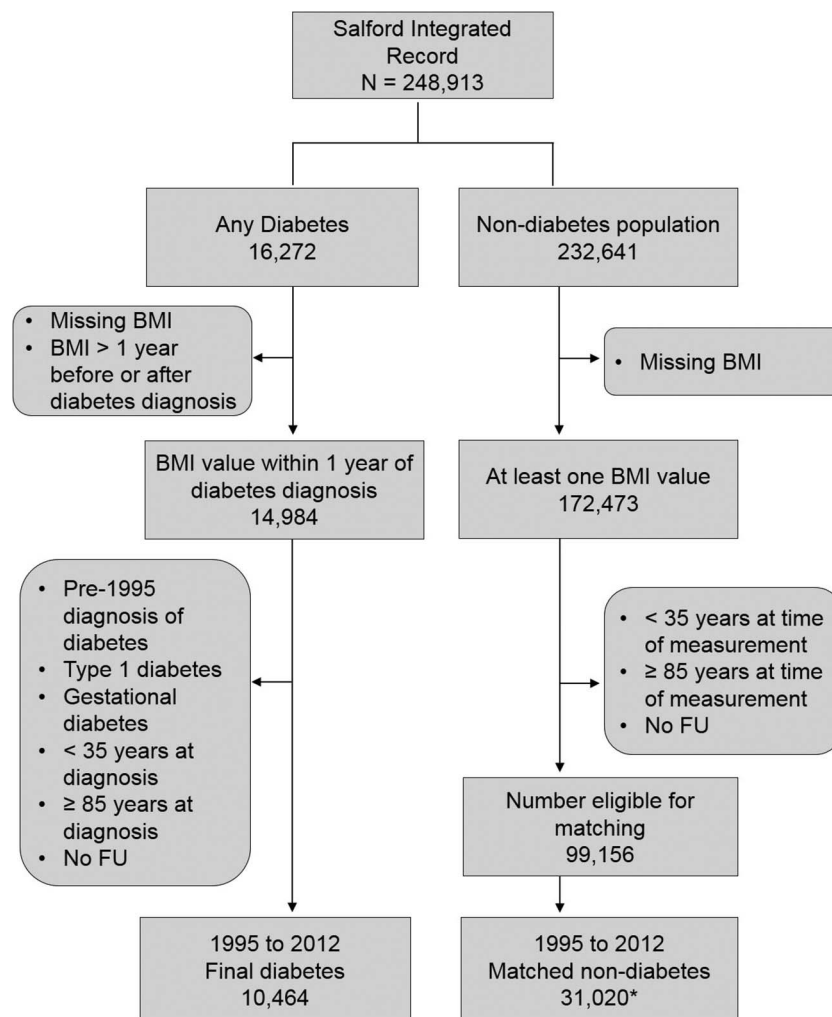 Salford Integrated
Record
N = 248,913
Any Diabetes
16,272
Non-diabetes population
232,641
• Missing BMI
• BMI > 1 year
before or after
diabetes diagnosis
• Missing BMI
BMI value within 1 year of
diabetes diagnosis
14,984
At least one BMI value
172,473
• Pre-1995
diagnosis of
diabetes
• Type 1 diabetes
• Gestational
diabetes
• < 35 years at
diagnosis
• ≥ 85 years at
diagnosis
• No FU
• < 35 years at time
of measurement
• ≥ 85 years at time
of measurement
• No FU
Number eligible for
matching
99,156
1995 to 2012
Final diabetes
10,464
1995 to 2012
Matched non-diabetes
31,020*